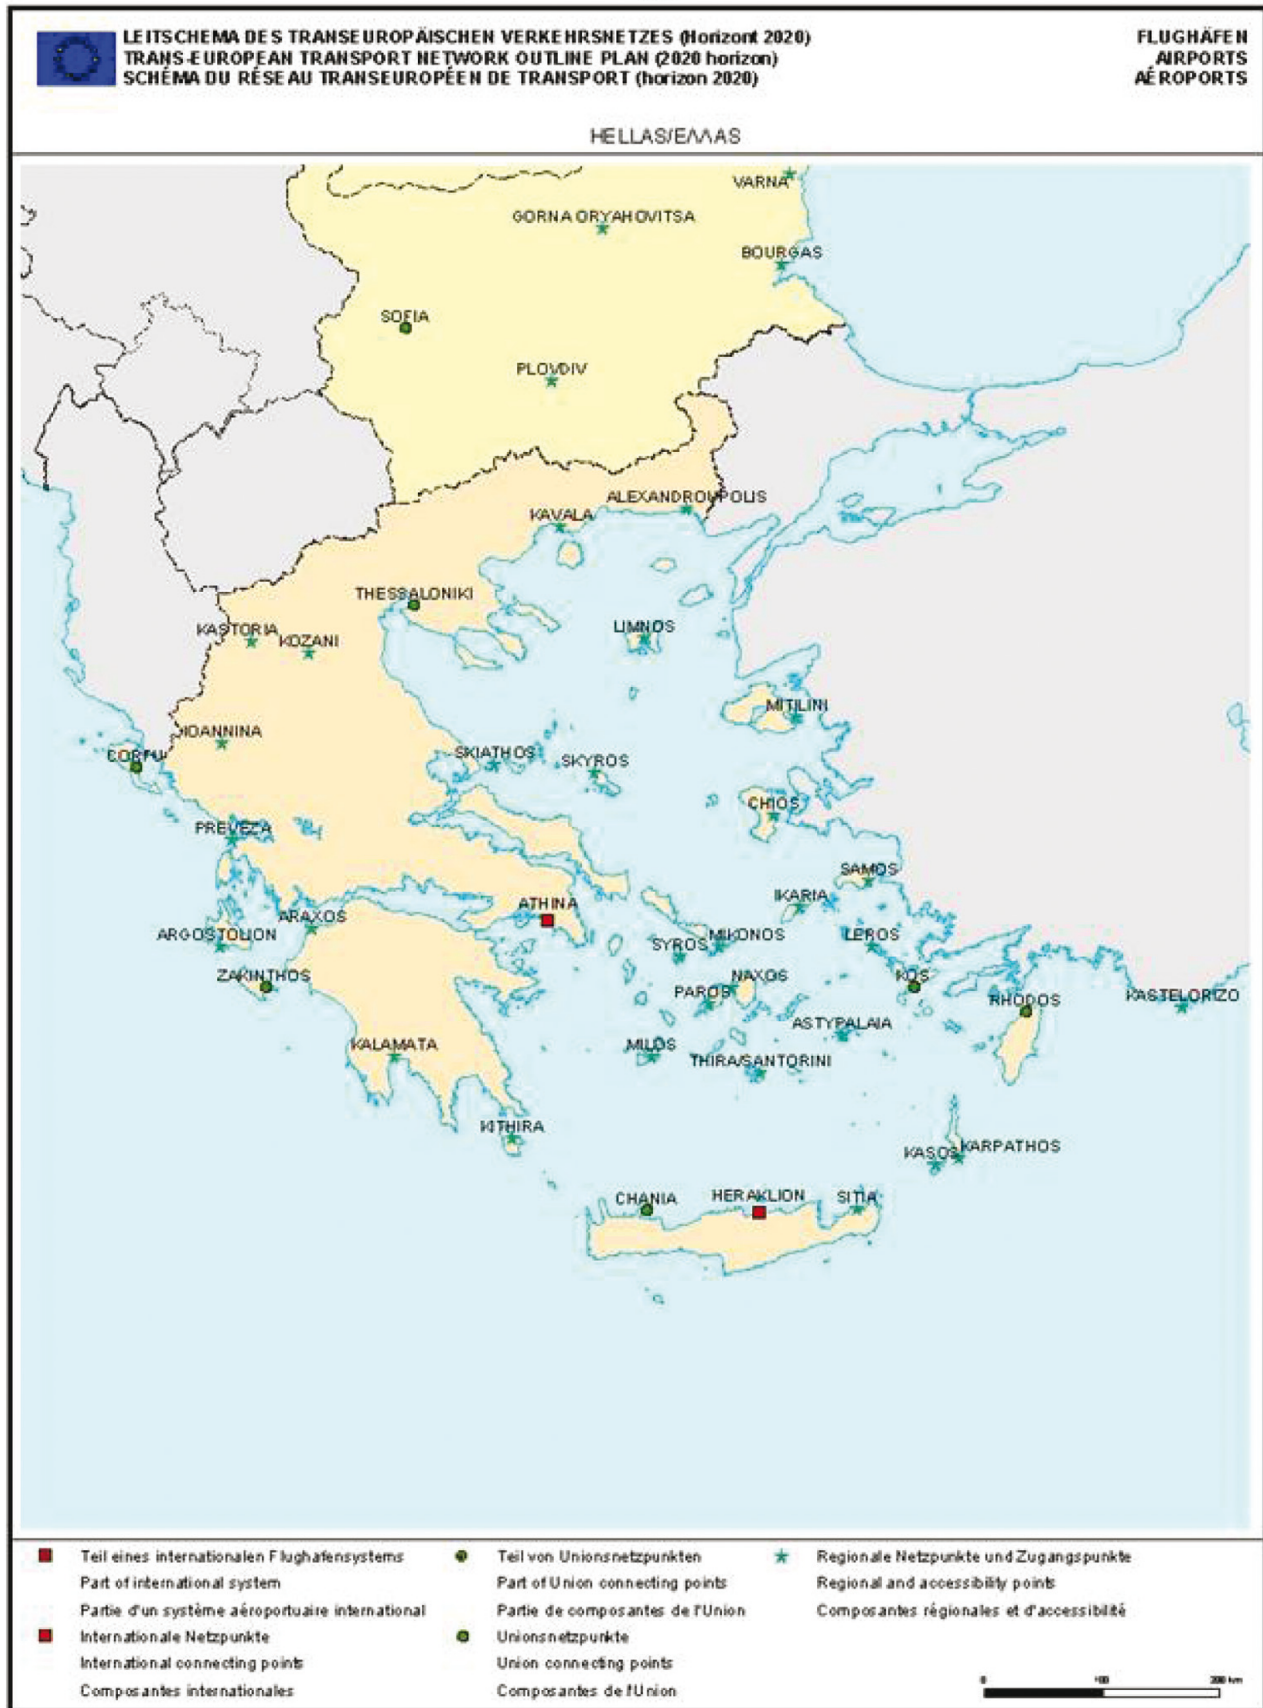 LEITSCHEMA DES TRANSEUROPÄISCHEN VERKEHRSNETZES (Horizont 2020)
TRANS-EUROPEAN TRANSPORT NETWORK OUTLINE PLAN (2020 horizon)
SCHÉMA DU RÉSEAU TRANSEUROPÉEN DE TRANSPORT (horizon 2020)
FLUGHÄFEN
AIRPORTS
AÉROPORTS
HELLAS/ΕΛΛΑS
VARNA
GORNA ORYAHOVITSA
BOURGAS
SOFIA
PLOVDIV
ALEXANDROUPOLIS
KAVALA
THESSALONIKI
LIMNOS
KASTORIA
KOZANI
MITILINI
IOANNINA
CORFU
SKIATHOS
SKYROS
CHIOS
PREVEZA
SAMOS
IKARIA
ATHINA
ARAXOS
ARGOSTOLION
MIKONOS
LEROS
SYROS
ZAKINTHOS
NAXOS
KOS
PAROS
RHODOS
KASTELORIZO
ASTYPALAIA
KALAMATA
MILOS
THIRA/SANTORINI
KITHIRA
KARPATHOS
KASOS
CHANIA
HERAKLION
SITIA
Teil eines internationalen Flughafensystems
Part of international system
Partie d'un système aéroportuaire international
Internationale Netzpunkte
International connecting points
Composantes internationales
Teil von Unionsnetzpunkten
Part of Union connecting points
Partie de composantes de l'Union
Unionsnetzpunkte
Union connecting points
Composantes de l'Union
Regionale Netzpunkte und Zugangspunkte
Regional and accessibility points
Composantes régionales et d'accessibilité
0 100 200 km